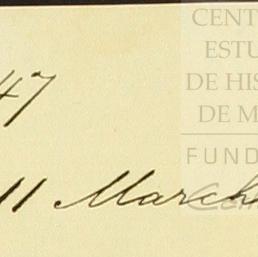 CENT
ESTU
DE HIS
DE M
FUND
47
11 March